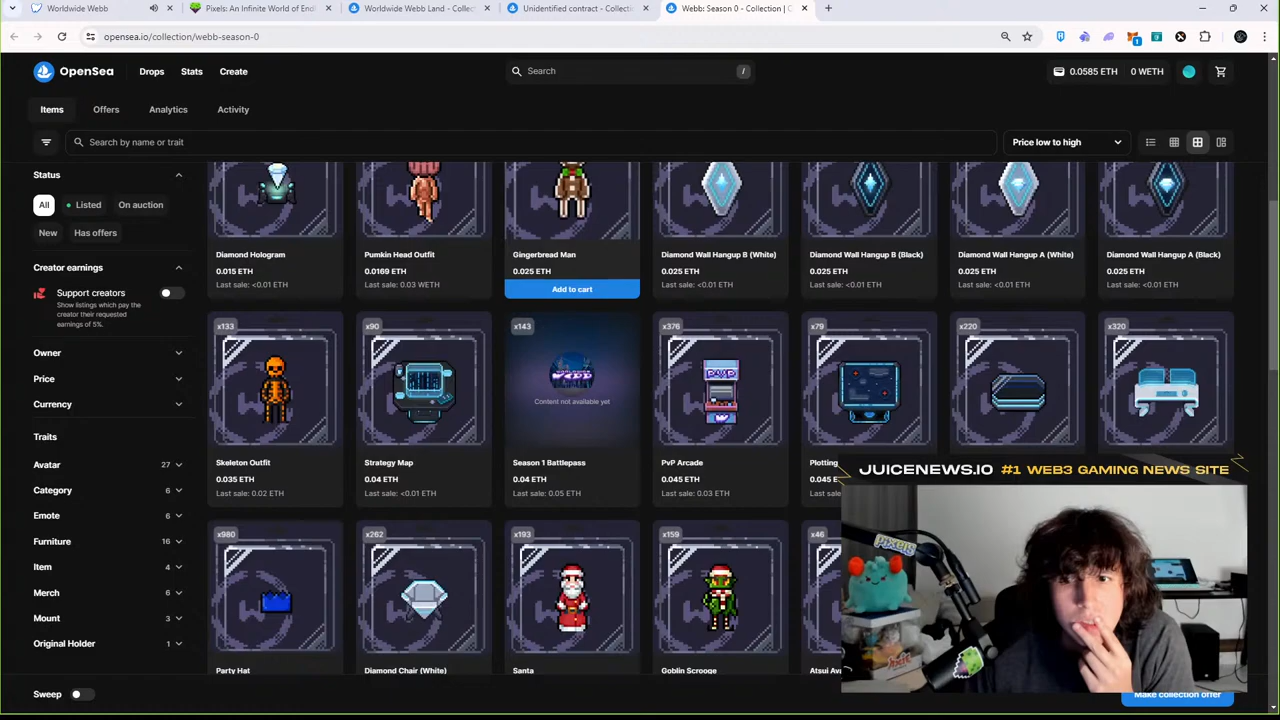 Worldwide Webb
Pixels: An Infinite World of End
Worldwide Webb Land - Collec
Unidentified contract - Collectio
Webb: Season 0 - Collection | O
opensea.io/collection/webb-season-0
OpenSea
Drops
Stats
Create
Search
/
0.0585 ETH
0 WETH
Items
Offers
Analytics
Activity
Search by name or trait
Price low to high
Status
All
Listed
On auction
New
Has offers
Creator earnings
Support creators
Show listings which pay the
creator their requested
earnings of 5%.
Owner
Price
Currency
Traits
Avatar 27
Category 6
Emote 6
Furniture 16
Item 4
Merch 6
Mount 3
Original Holder 1
Sweep
Diamond Hologram
0.015 ETH
Last sale: <0.01 ETH
Pumkin Head Outfit
0.0169 ETH
Last sale: 0.03 WETH
Gingerbread Man
0.025 ETH
Add to cart
Diamond Wall Hangup B (White)
0.025 ETH
Last sale: <0.01 ETH
Diamond Wall Hangup B (Black)
0.025 ETH
Last sale: <0.01 ETH
Diamond Wall Hangup A (White)
0.025 ETH
Last sale: <0.01 ETH
Diamond Wall Hangup A (Black)
0.025 ETH
Last sale: <0.01 ETH
x133
Skeleton Outfit
0.035 ETH
Last sale: 0.02 ETH
x90
Strategy Map
0.04 ETH
Last sale: <0.01 ETH
x143
WORLDWIDE
WEBB
Content not available yet
Season 1 Battlepass
0.04 ETH
Last sale: 0.05 ETH
x376
PVP
PvP Arcade
0.045 ETH
Last sale: 0.03 ETH
x79
Plotting
0.045
Last sal
x220
x320
JUICENEWS.IO #1 WEB3 GAMING NEWS SITE
x980
Party Hat
x262
Diamond Chair (White)
x193
Santa
x159
Goblin Scrooge
x46
Atsui Av
pixels
Make collection offer